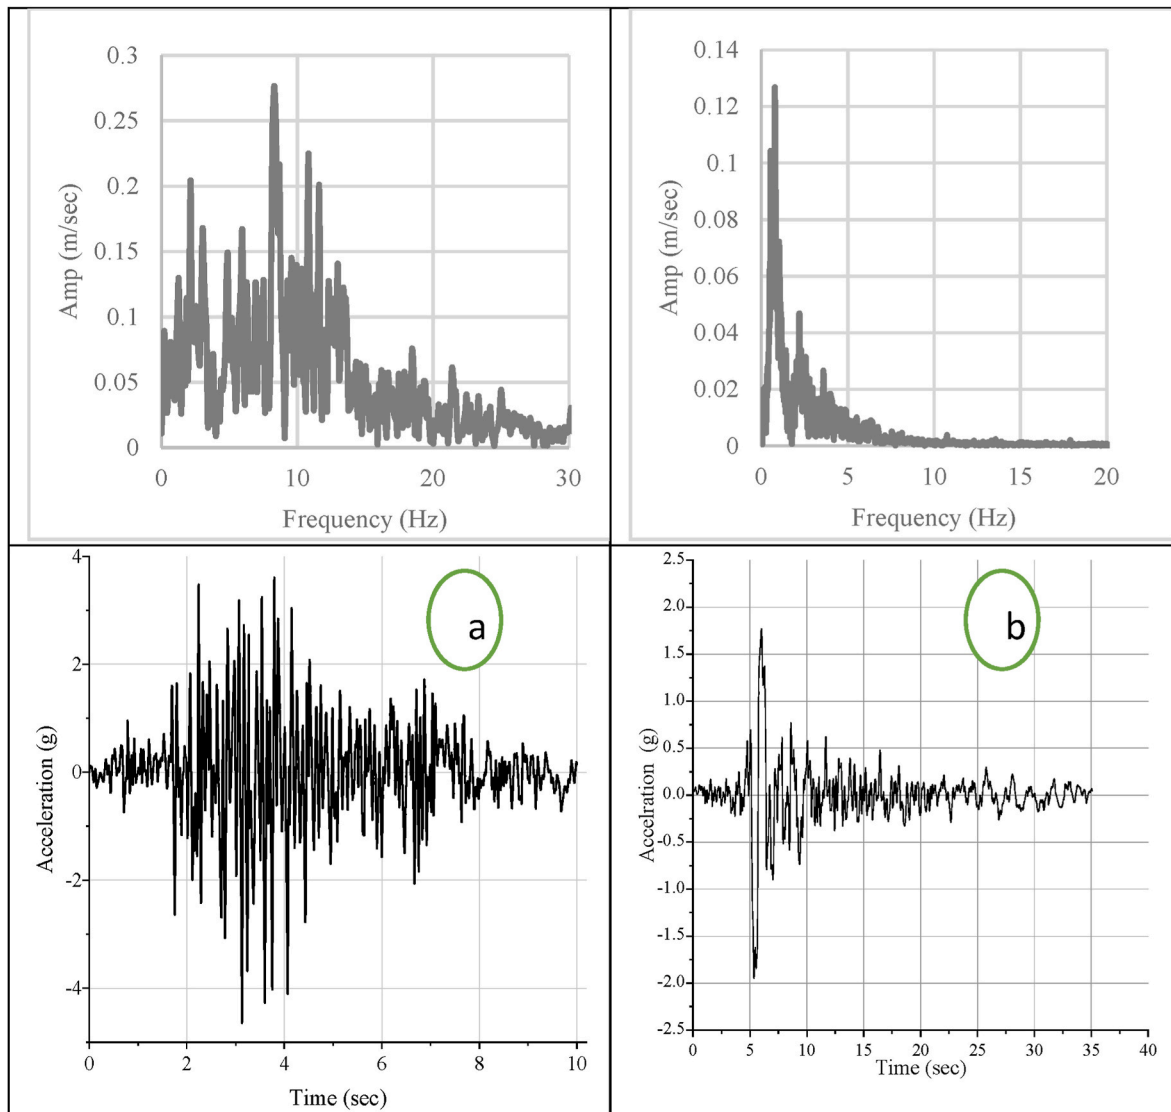 0.3
0.25
0.2
0.15
0.1
0.05
0
Amp (m/sec)
0 10 20 30
Frequency (Hz)
0.14
0.12
0.1
0.08
0.06
0.04
0.02
0
Amp (m/sec)
0 5 10 15 20
Frequency (Hz)
4
2
0
-2
-4
Acceleration (g)
a
0 2 4 6 8 10
Time (sec)
2.5
2.0
1.5
1.0
0.5
0.0
-0.5
-1.0
-1.5
-2.0
-2.5
Accelration (g)
b
0 5 10 15 20 25 30 35 40
Time (sec)